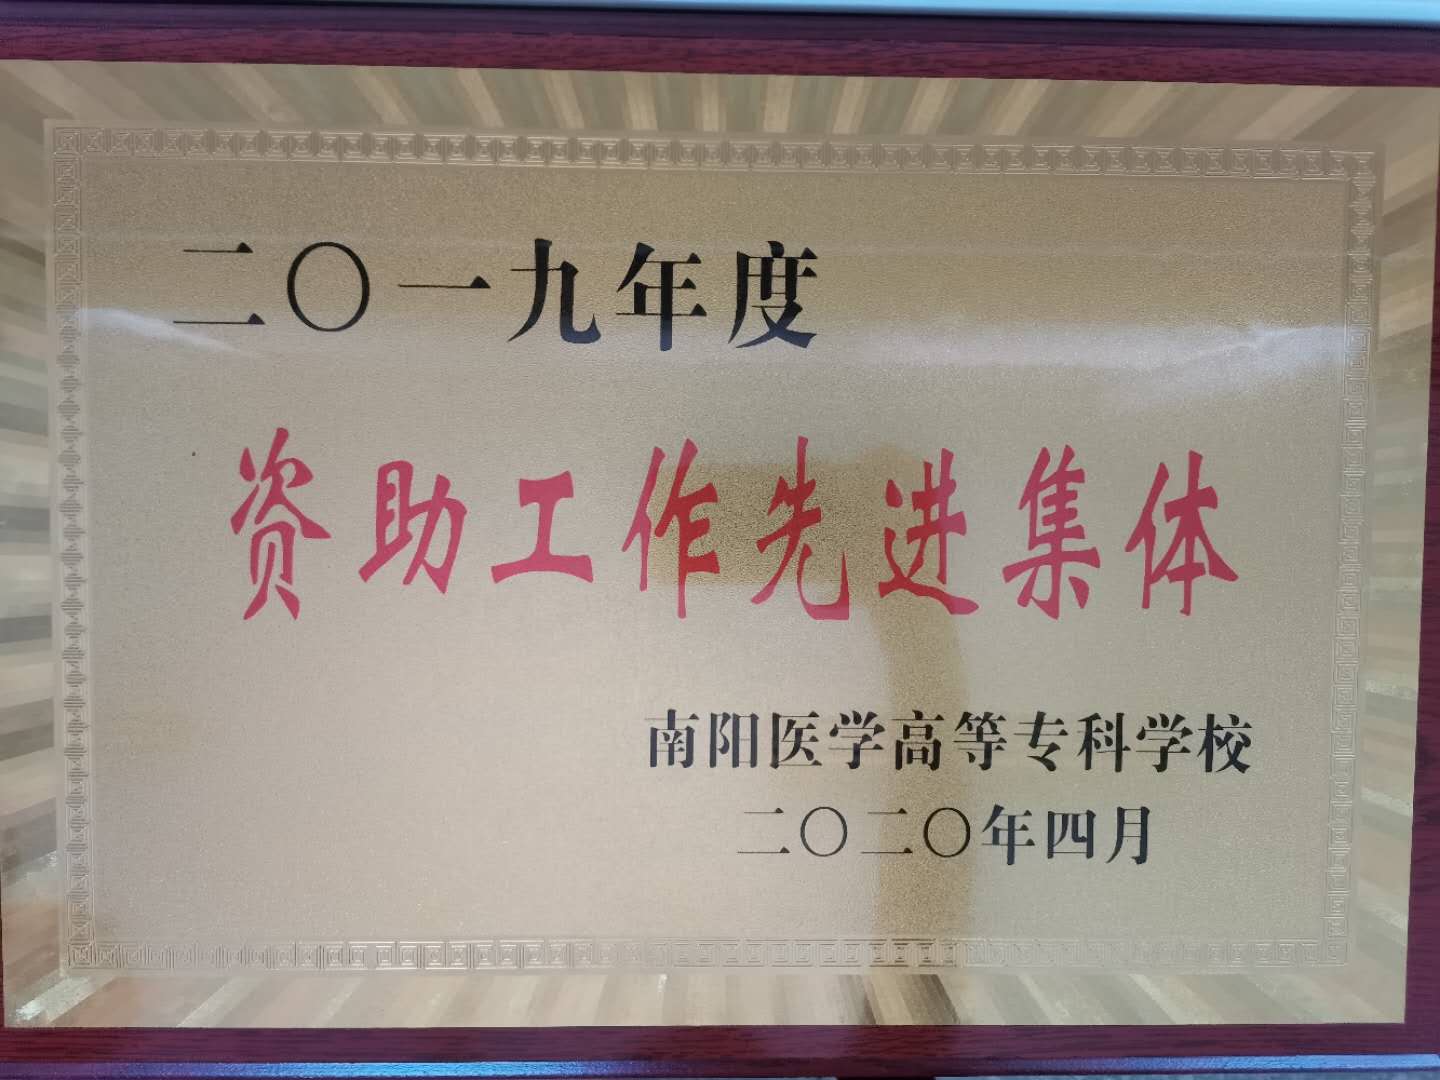 二〇一九年度
资助工作先进集体
南阳医学高等专科学校
二〇二〇年四月